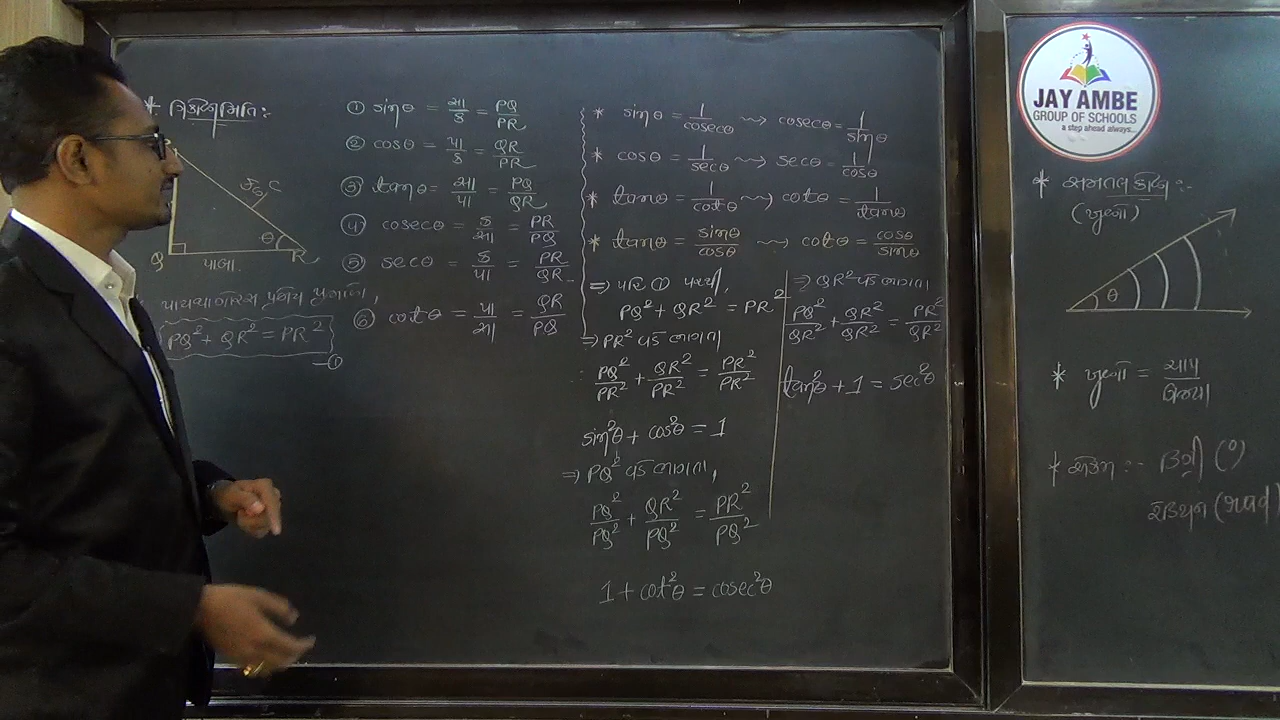 * ત્રિકોણમિતિ :-
Q
R
θ
કર્ણ
પા.બા.
પાયથાગોરસ પ્રમેય પ્રમાણે,
PQ² + QR² = PR² —①
① sinθ = સા/ક = PQ/PR
② cosθ = પા/ક = QR/PR
③ tanθ = સા/પા = PQ/QR
④ cosecθ = ક/સા = PR/PQ
⑤ secθ = ક/પા = PR/QR
⑥ cotθ = પા/સા = QR/PQ
* sinθ = 1/cosecθ ⇝ cosecθ = 1/sinθ
* cosθ = 1/secθ ⇝ secθ = 1/cosθ
* tanθ = 1/cotθ ⇝ cotθ = 1/tanθ
* tanθ = sinθ/cosθ ⇝ cotθ = cosθ/sinθ
⇒ પરિ ① પરથી,
PQ² + QR² = PR²
⇒ PR² વડે ભાગતા
PQ²/PR² + QR²/PR² = PR²/PR²
sin²θ + cos²θ = 1
⇒ PQ² વડે ભાગતા,
PQ²/PQ² + QR²/PQ² = PR²/PQ²
1 + cot²θ = cosec²θ
⇒ QR² વડે ભાગતા
PQ²/QR² + QR²/QR² = PR²/QR²
tan²θ + 1 = sec²θ
JAY AMBE
GROUP OF SCHOOLS
a step ahead always...
* સમતલ કોણ :-
(ખૂણો)
θ
* ખૂણો = ચાપ/ત્રિજ્યા
* એકમ :- ડિગ્રી (°)
રેડિયન